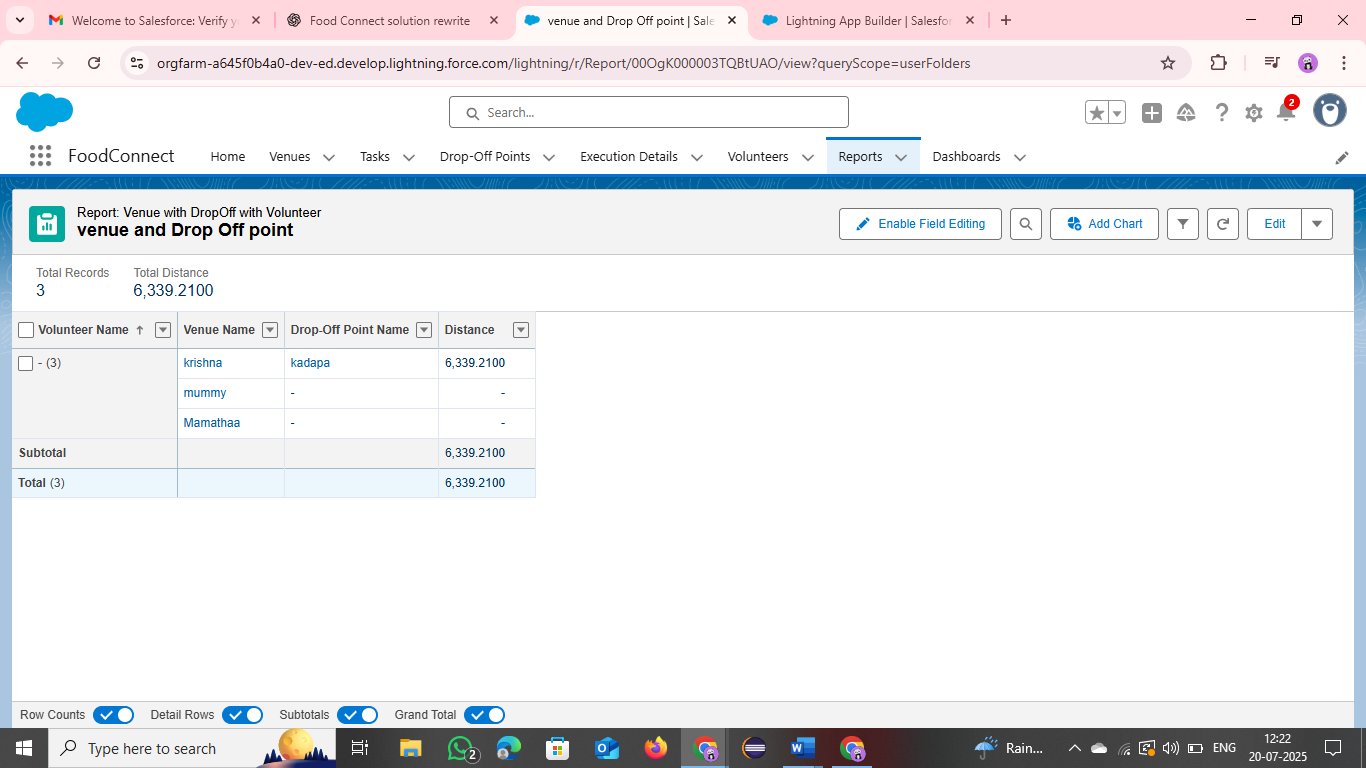 Welcome to Salesforce: Verify y
Food Connect solution rewrite
venue and Drop Off point | Sale
Lightning App Builder | Salesfor
orgfarm-a645f0b4a0-dev-ed.develop.lightning.force.com/lightning/r/Report/00OgK000003TQBtUAO/view?queryScope=userFolders
Search...
2
FoodConnect Home Venues Tasks Drop-Off Points Execution Details Volunteers Reports Dashboards
Report: Venue with DropOff with Volunteer
venue and Drop Off point
Enable Field Editing Add Chart Edit
Total Records Total Distance
3 6,339.2100
Volunteer Name ↑ Venue Name Drop-Off Point Name Distance
- (3) krishna kadapa 6,339.2100
mummy - -
Mamathaa - -
Subtotal 6,339.2100
Total (3) 6,339.2100
Row Counts Detail Rows Subtotals Grand Total
Type here to search
2
Rain...
ENG
12:22
20-07-2025